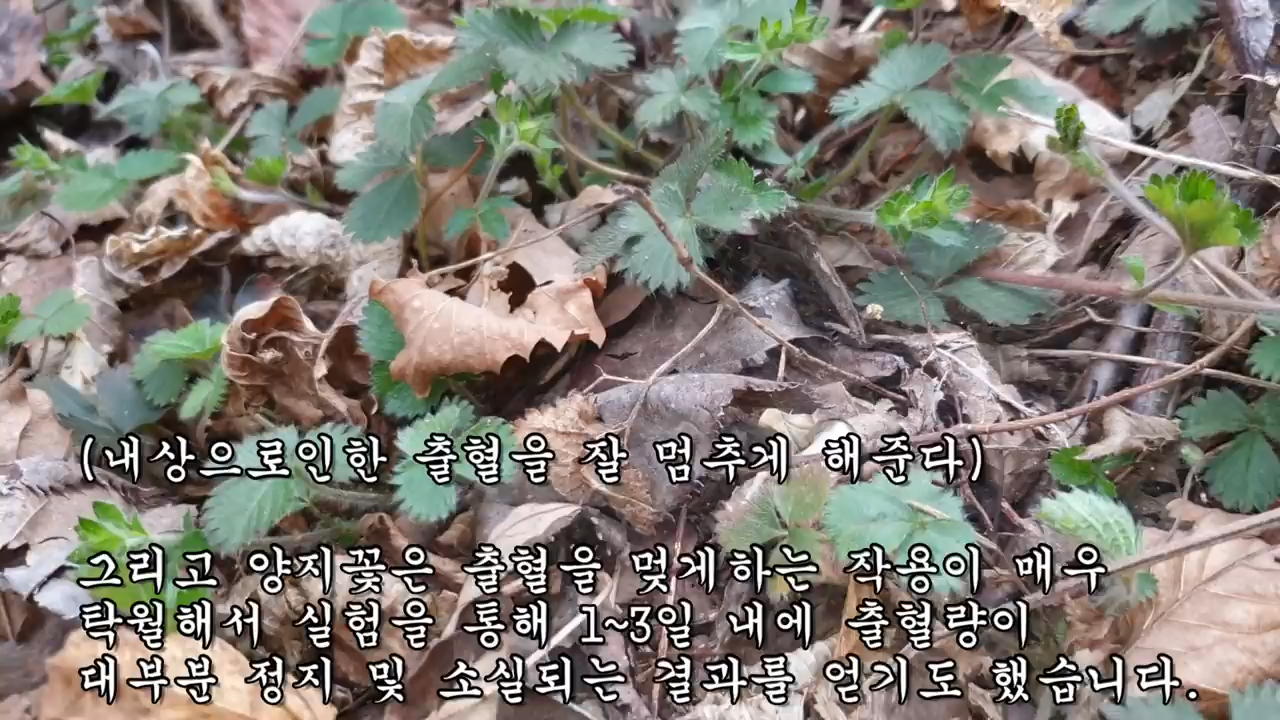 (내상으로인한 출혈을 잘 멈추게 해준다)
그리고 양지꽃은 출혈을 멎게하는 작용이 매우
탁월해서 실험을 통해 1~3일 내에 출혈량이
대부분 정지 및 소실되는 결과를 얻기도 했습니다.